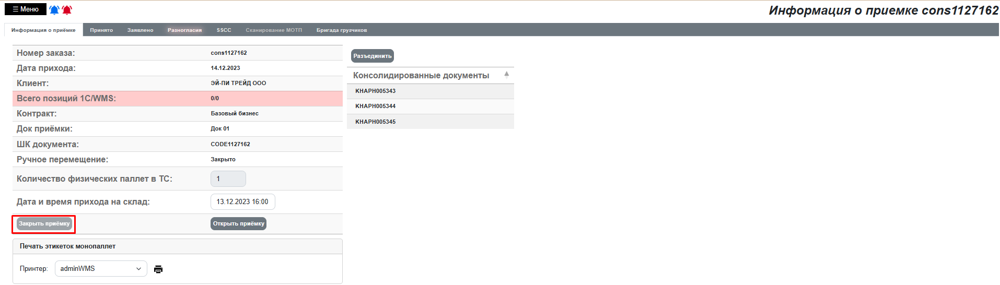 ☰ Меню
Информация о приемке cons1127162
Информация о приёмке Принято Заявлено Разногласия SSCC Сканирование МОТП Бригада грузчиков
Номер заказа: cons1127162
Дата прихода: 14.12.2023
Клиент: ЭЙ-ПИ ТРЕЙД ООО
Всего позиций 1С/WMS: 0/0
Контракт: Базовый бизнес
Док приёмки: Док 01
ШК документа: CODE1127162
Ручное перемещение: Закрыто
Количество физических паллет в ТС: 1
Дата и время прихода на склад: 13.12.2023 16:00
Закрыть приёмку Открыть приёмку
Печать этикеток монопаллет
Принтер: adminWMS
Разъединить
Консолидированные документы
КНАРН005343
КНАРН005344
КНАРН005345